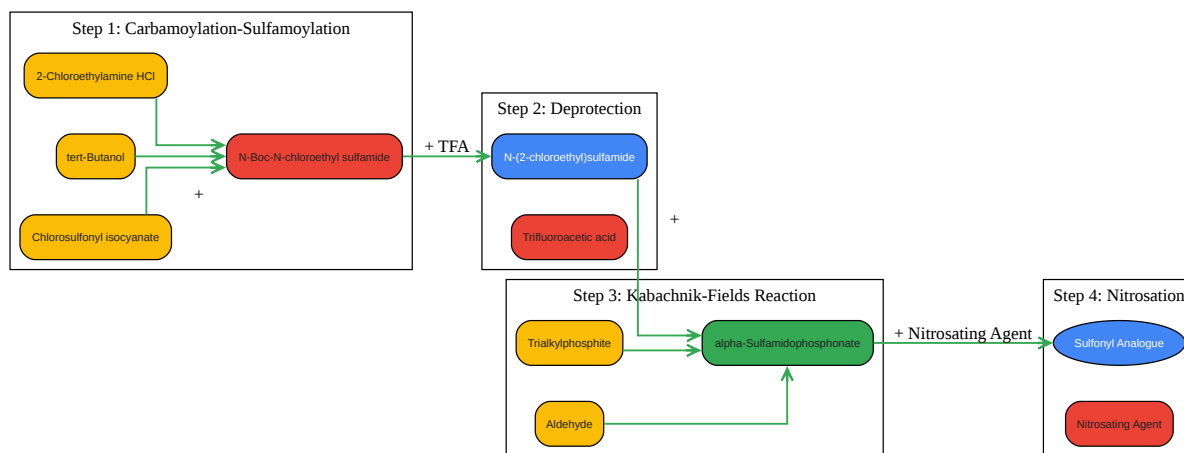 Step 1: Carbamoylation-Sulfamoylation
2-Chloroethylamine HCl
tert-Butanol
N-Boc-N-chloroethyl sulfamide
+
Chlorosulfonyl isocyanate
+ TFA
Step 2: Deprotection
N-(2-chloroethyl)sulfamide
Trifluoroacetic acid
+
Step 3: Kabachnik-Fields Reaction
Trialkylphosphite
alpha-Sulfamidophosphonate
Aldehyde
+ Nitrosating Agent
Step 4: Nitrosation
Sulfonyl Analogue
Nitrosating Agent